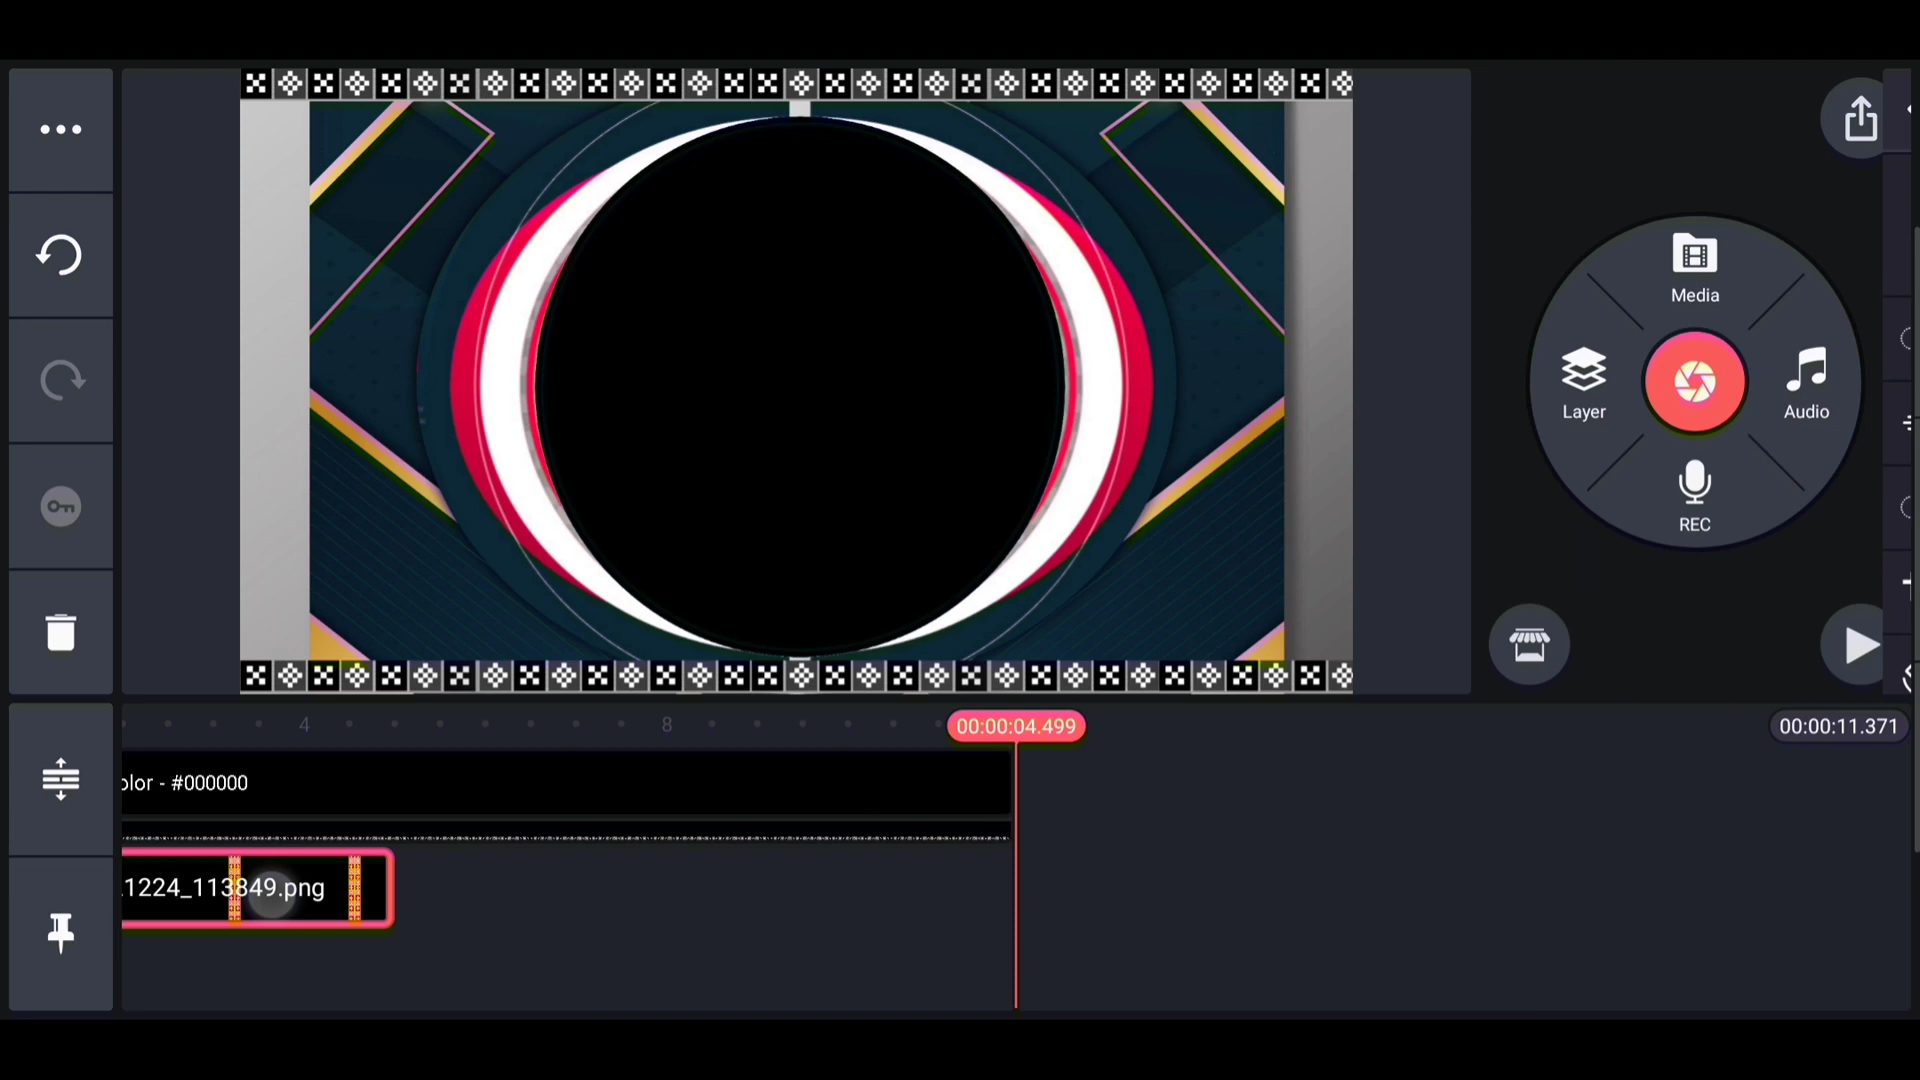 Media
Layer
Audio
REC
4
8
00:00:04.499
00:00:11.371
olor - #000000
1224_113849.png